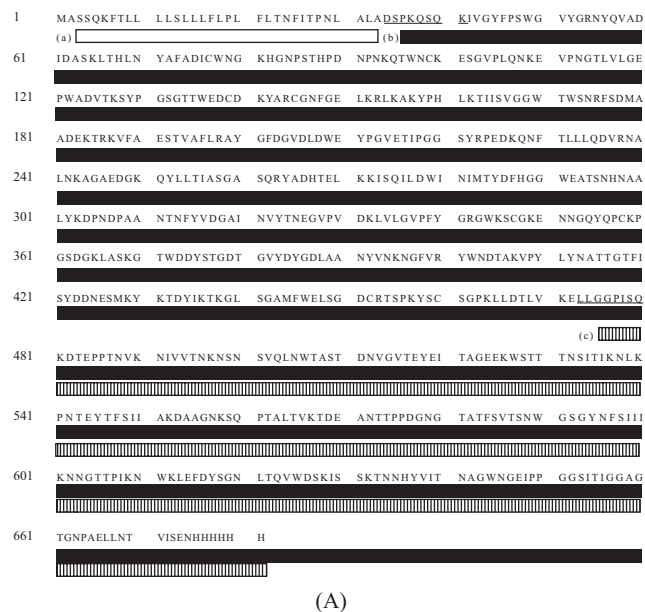 1 MASSQKFTLL LLSLLLFLPL FLTNFITPNL ALADSPKQSQ KIVGYFPSWG VYGRNYQVAD
(a) (b)
61 IDASKLTHLN YAFADICWNG KHGNPSTHPD NPNKQTWNCK ESGVPLQNKE VPNGTLVLGE
121 PWADVTKSYP GSGTTWEDCD KYARCGNFGE LKRLKAKYPH LKTIISVGGW TWSNRFSDMA
181 ADEKTRKVFA ESTVAFLRAY GFDGVDLDWE YPGVETIPGG SYRPEDKQNF TLLLQDVRNA
241 LNKAGAEDGK QYLLTIASGA SQRYADHTEL KKISQILDWI NIMTYDFHGG WEATSNHNAA
301 LYKDPNDPAA NTNFYVDGAI NVYTNEGVPV DKLVLGVPFY GRGWKSCGKE NNGQYQPCKP
361 GSDGKLASKG TWDDYSTGDT GVYDYGDLAA NYVNKNGFVR YWNDTAKVPY LYNATTGTFI
421 SYDDNESMKY KTDYIKTKGL SGAMFWELSG DCRTSPKYSC SGPKLLDTLV KELLGGPISQ
(c)
481 KDTEPPTNVK NIVVTNKNSN SVQLNWTAST DNVGVTEYEI TAGEEKWSTT TNSITIKNLK
541 PNTEYTFSII AKDAAGNKSQ PTALTVKTDE ANTTPPDGNG TATFSVTSNW GSGYNFSIII
601 KNNGTTPIKN WKLEFDYSGN LTQVWDSKIS SKTNNHYVIT NAGWNGEIPP GGSITIGGAG
661 TGNPAELLNT VISENHHHHH H
(A)